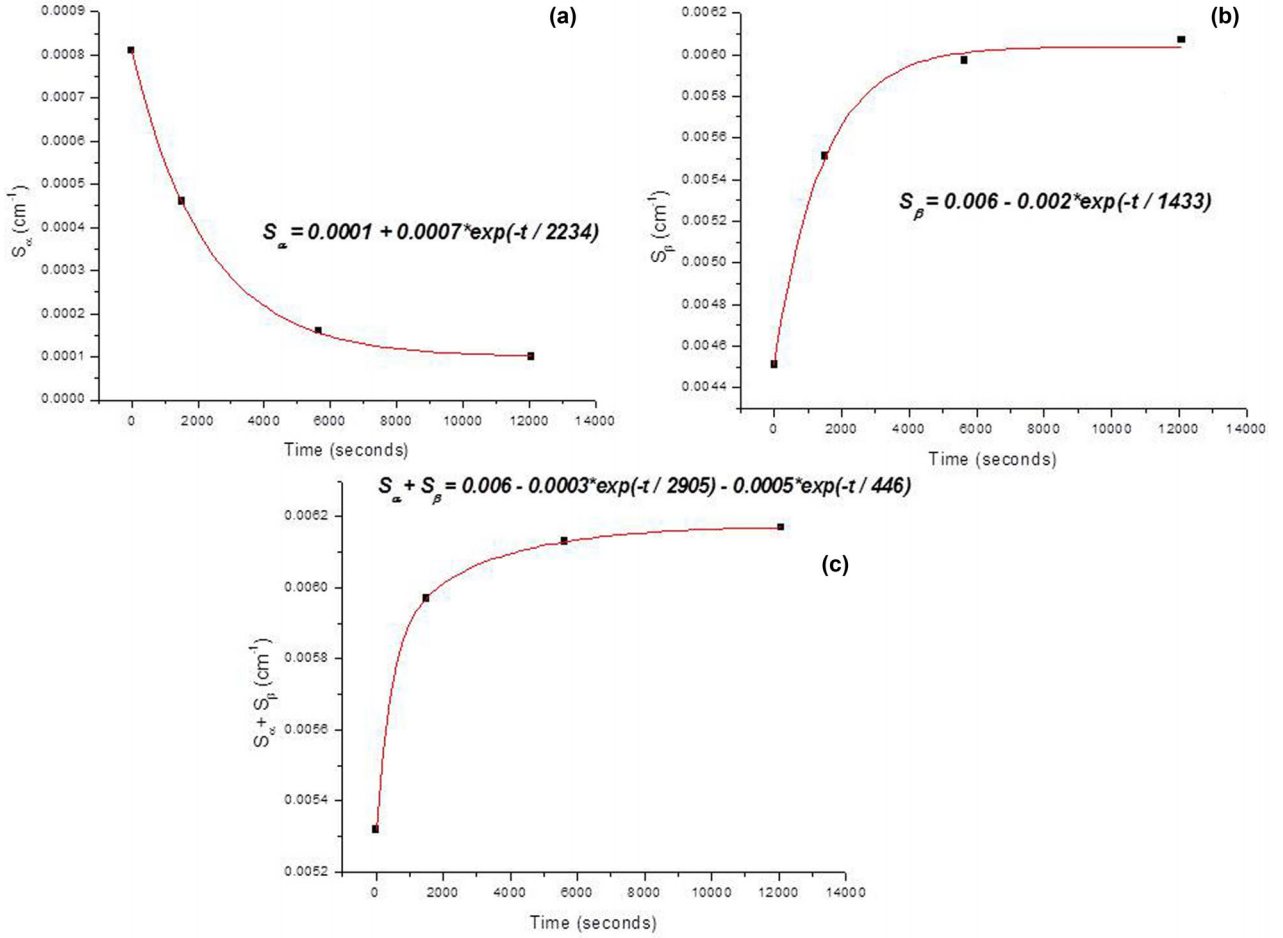 (a)
0.0009
0.0008
0.0007
0.0006
0.0005
0.0004
0.0003
0.0002
0.0001
0.0000
Sα (cm-1)
Sα = 0.0001 + 0.0007*exp(-t / 2234)
0 2000 4000 6000 8000 10000 12000 14000
Time (seconds)
(b)
0.0062
0.0060
0.0058
0.0056
0.0054
0.0052
0.0050
0.0048
0.0046
0.0044
Sβ (cm-1)
Sβ = 0.006 - 0.002*exp(-t / 1433)
0 2000 4000 6000 8000 10000 12000 14000
Time (seconds)
Sα + Sβ = 0.006 - 0.0003*exp(-t / 2905) - 0.0005*exp(-t / 446)
(c)
0.0062
0.0060
0.0058
0.0056
0.0054
0.0052
Sα + Sβ (cm-1)
0 2000 4000 6000 8000 10000 12000 14000
Time (seconds)